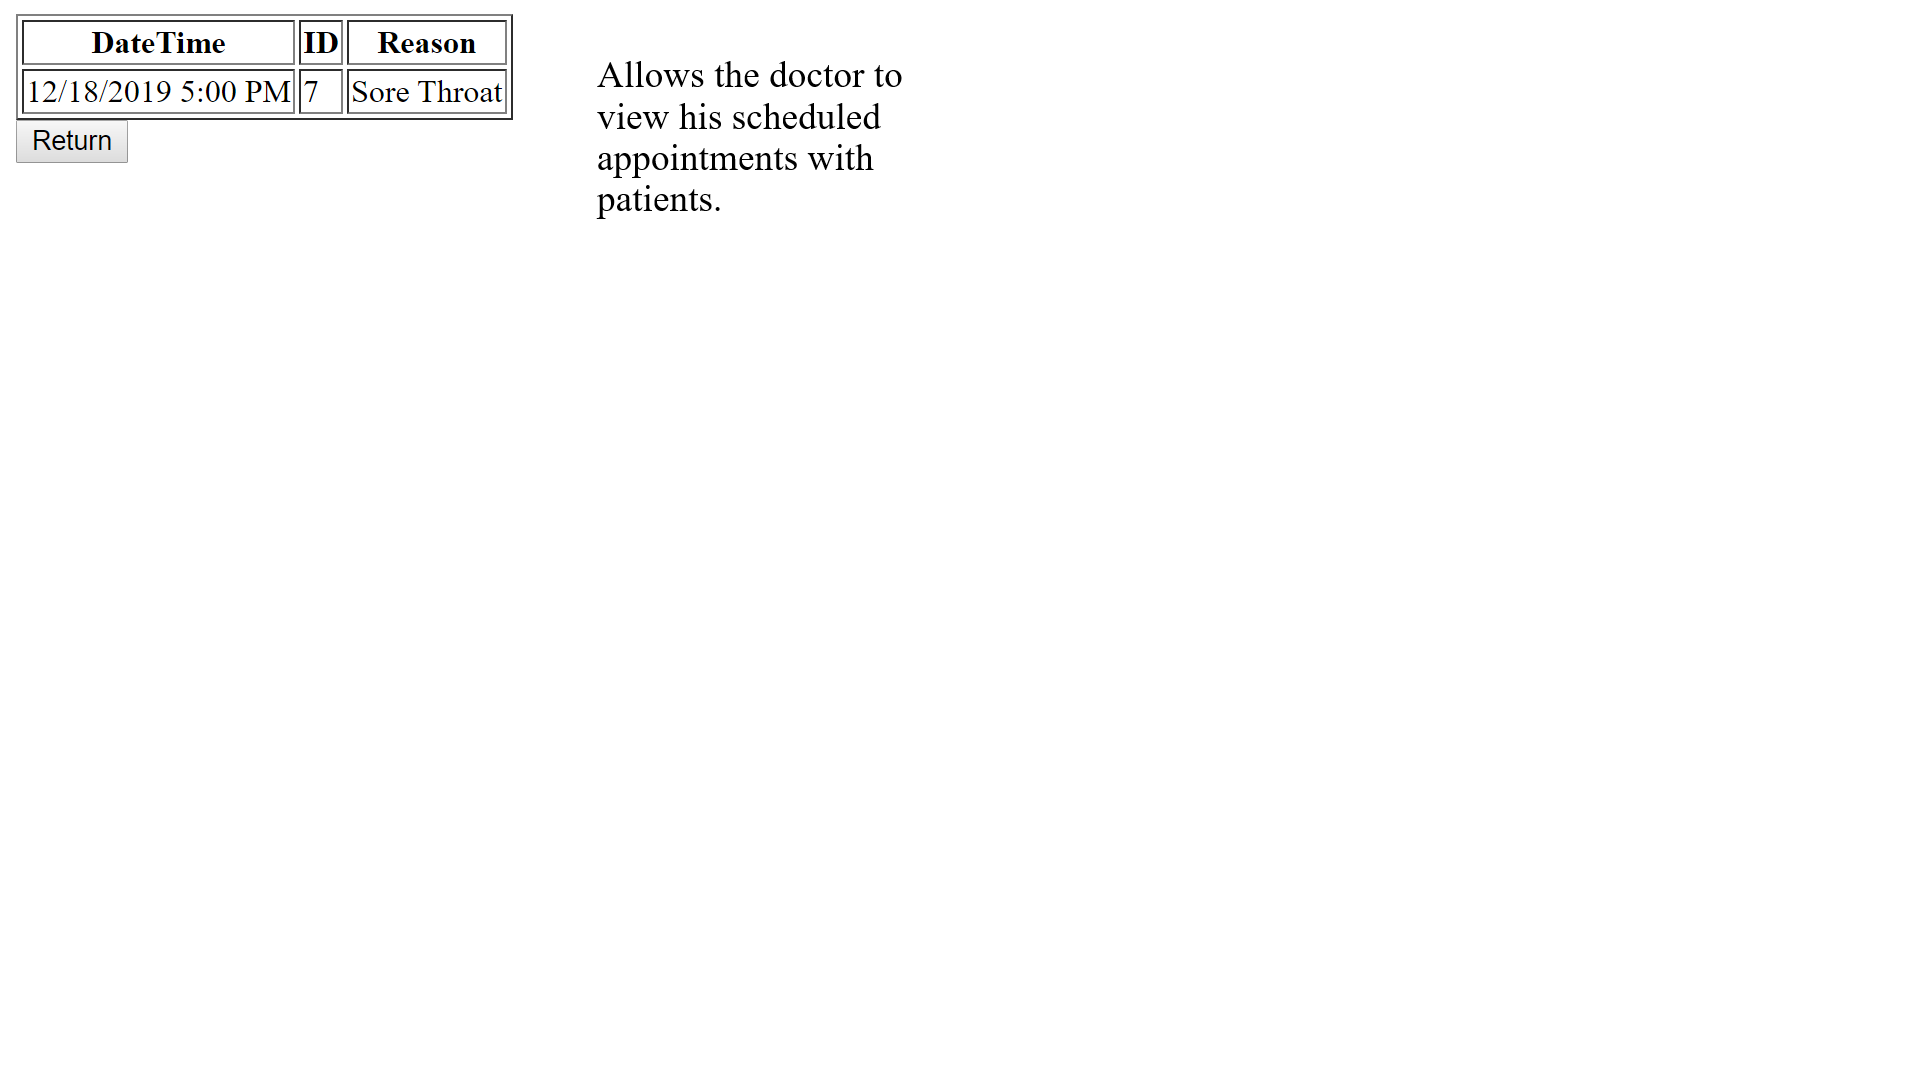 DateTime ID Reason
12/18/2019 5:00 PM 7 Sore Throat
Return
Allows the doctor to
view his scheduled
appointments with
patients.